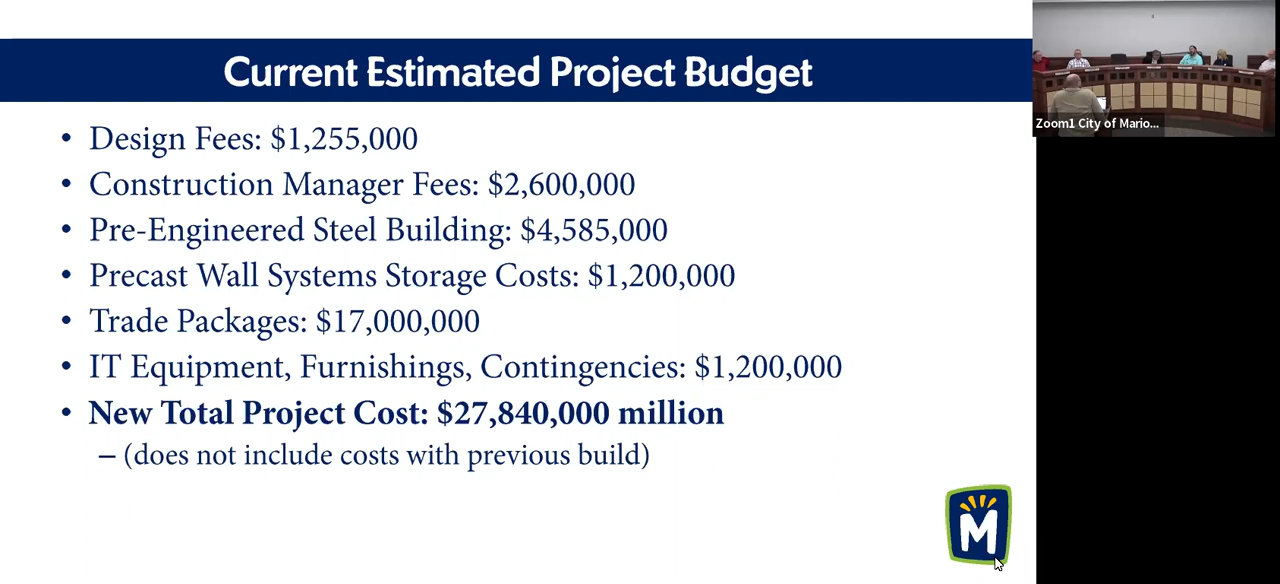 Current Estimated Project Budget
• Design Fees: $1,255,000
• Construction Manager Fees: $2,600,000
• Pre-Engineered Steel Building: $4,585,000
• Precast Wall Systems Storage Costs: $1,200,000
• Trade Packages: $17,000,000
• IT Equipment, Furnishings, Contingencies: $1,200,000
• New Total Project Cost: $27,840,000 million
– (does not include costs with previous build)
M
Zoom1 City of Mario...